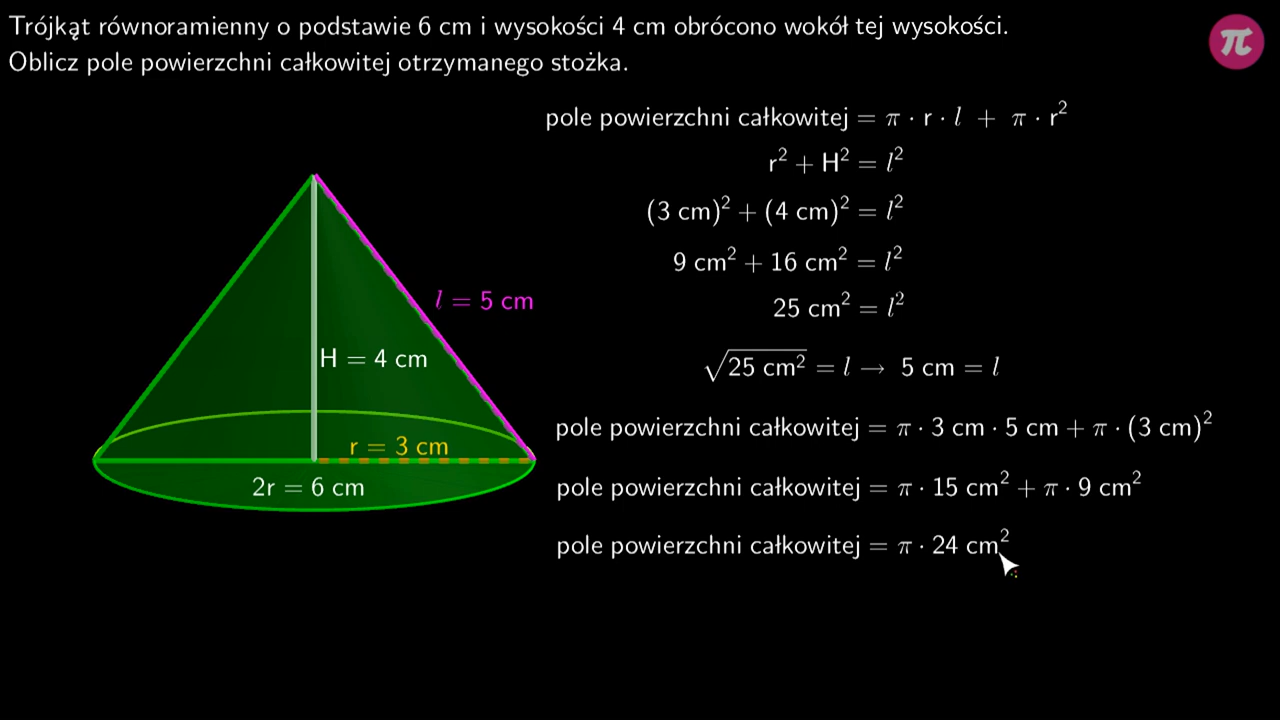 Trójkąt równoramienny o podstawie 6 cm i wysokości 4 cm obrócono wokół tej wysokości.
Oblicz pole powierzchni całkowitej otrzymanego stożka.
π
pole powierzchni całkowitej = π · r · l + π · r²
r² + H² = l²
(3 cm)² + (4 cm)² = l²
9 cm² + 16 cm² = l²
25 cm² = l²
√25 cm² = l → 5 cm = l
pole powierzchni całkowitej = π · 3 cm · 5 cm + π · (3 cm)²
pole powierzchni całkowitej = π · 15 cm² + π · 9 cm²
pole powierzchni całkowitej = π · 24 cm²
l = 5 cm
H = 4 cm
r = 3 cm
2r = 6 cm